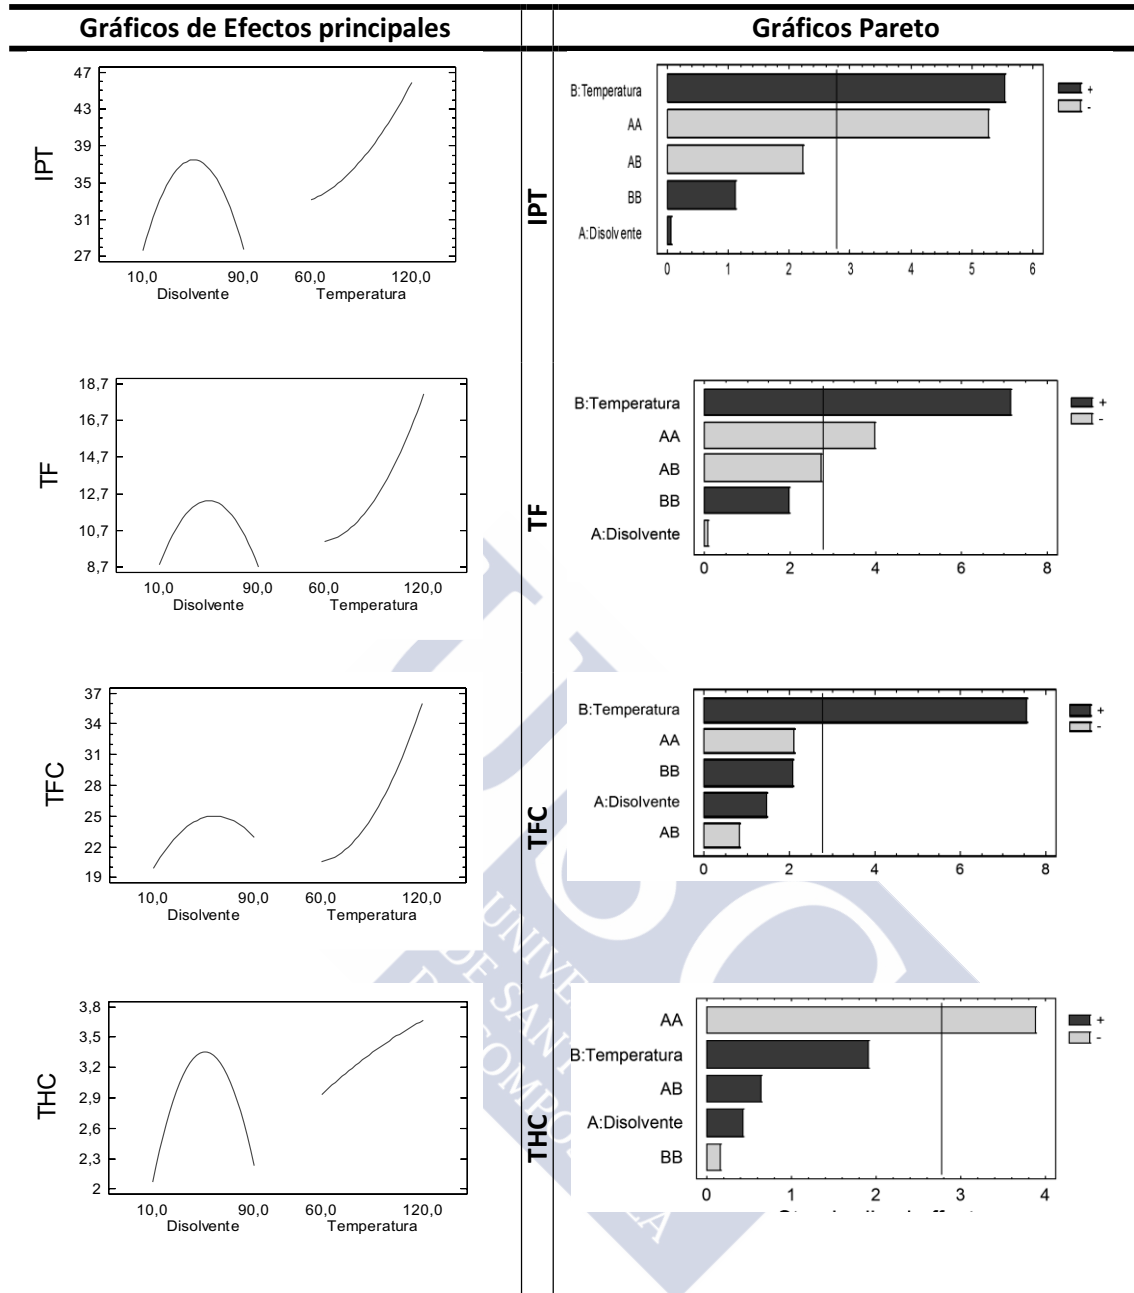 Gráficos de Efectos principales
Gráficos Pareto
IPT
47
43
39
35
31
27
10,0 90,0 60,0 120,0
Disolvente Temperatura
IPT
B:Temperatura
AA
AB
BB
A:Disolvente
0 1 2 3 4 5 6
+
-
TF
18,7
16,7
14,7
12,7
10,7
8,7
10,0 90,0 60,0 120,0
Disolvente Temperatura
TF
B:Temperatura
AA
AB
BB
A:Disolvente
0 2 4 6 8
+
-
TFC
37
34
31
28
25
22
19
10,0 90,0 60,0 120,0
Disolvente Temperatura
TFC
B:Temperatura
AA
BB
A:Disolvente
AB
0 2 4 6 8
+
-
THC
3,8
3,5
3,2
2,9
2,6
2,3
2
10,0 90,0 60,0 120,0
Disolvente Temperatura
THC
AA
B:Temperatura
AB
A:Disolvente
BB
0 1 2 3 4
+
-